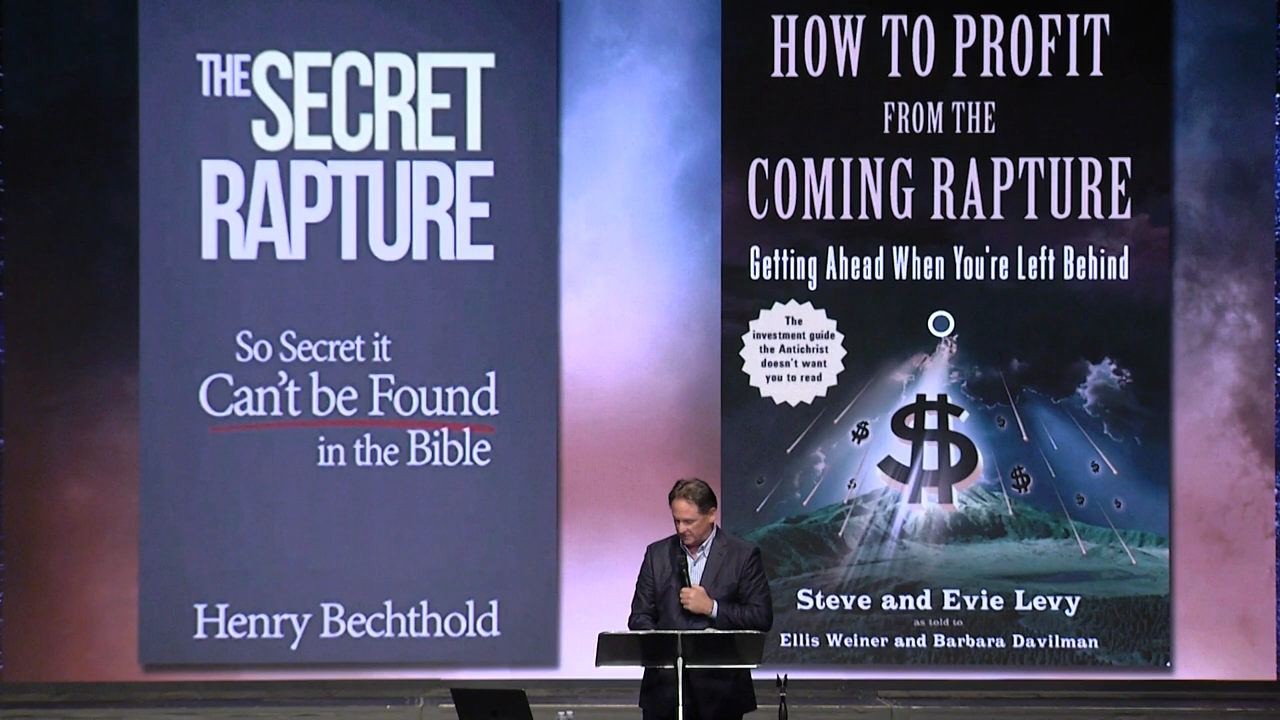 THE SECRET
RAPTURE
So Secret it
Can't be Found
in the Bible
Henry Bechthold
HOW TO PROFIT
FROM THE
COMING RAPTURE
Getting Ahead When You're Left Behind
The
investment guide
the Antichrist
doesn't want
you to read
$
$
$
$
$
$
$
$
Steve and Evie Levy
as told to
Ellis Weiner and Barbara Davilman